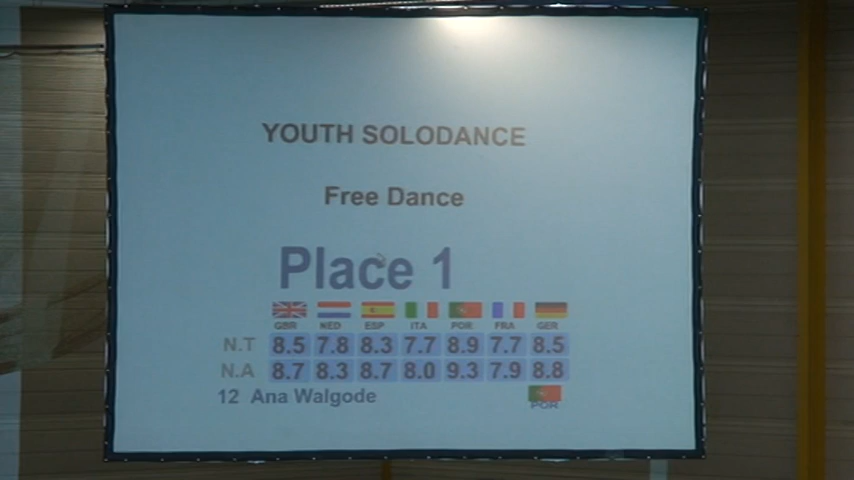 YOUTH SOLODANCE
Free Dance
Place 1
GBR NED ESP ITA POR FRA GER
N.T 8.5 7.8 8.3 7.7 8.9 7.7 8.5
N.A 8.7 8.3 8.7 8.0 9.3 7.9 8.8
12 Ana Walgode POR